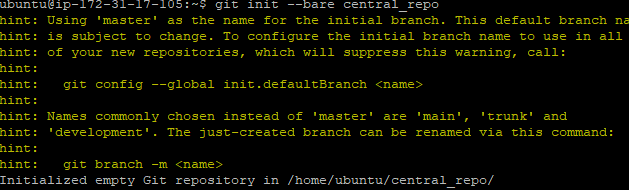 ubuntu@ip-172-31-17-105:~$ git init --bare central_repo
hint: Using 'master' as the name for the initial branch. This default branch na
hint: is subject to change. To configure the initial branch name to use in all
hint: of your new repositories, which will suppress this warning, call:
hint:
hint:   git config --global init.defaultBranch <name>
hint:
hint: Names commonly chosen instead of 'master' are 'main', 'trunk' and
hint: 'development'. The just-created branch can be renamed via this command:
hint:
hint:   git branch -m <name>
Initialized empty Git repository in /home/ubuntu/central_repo/